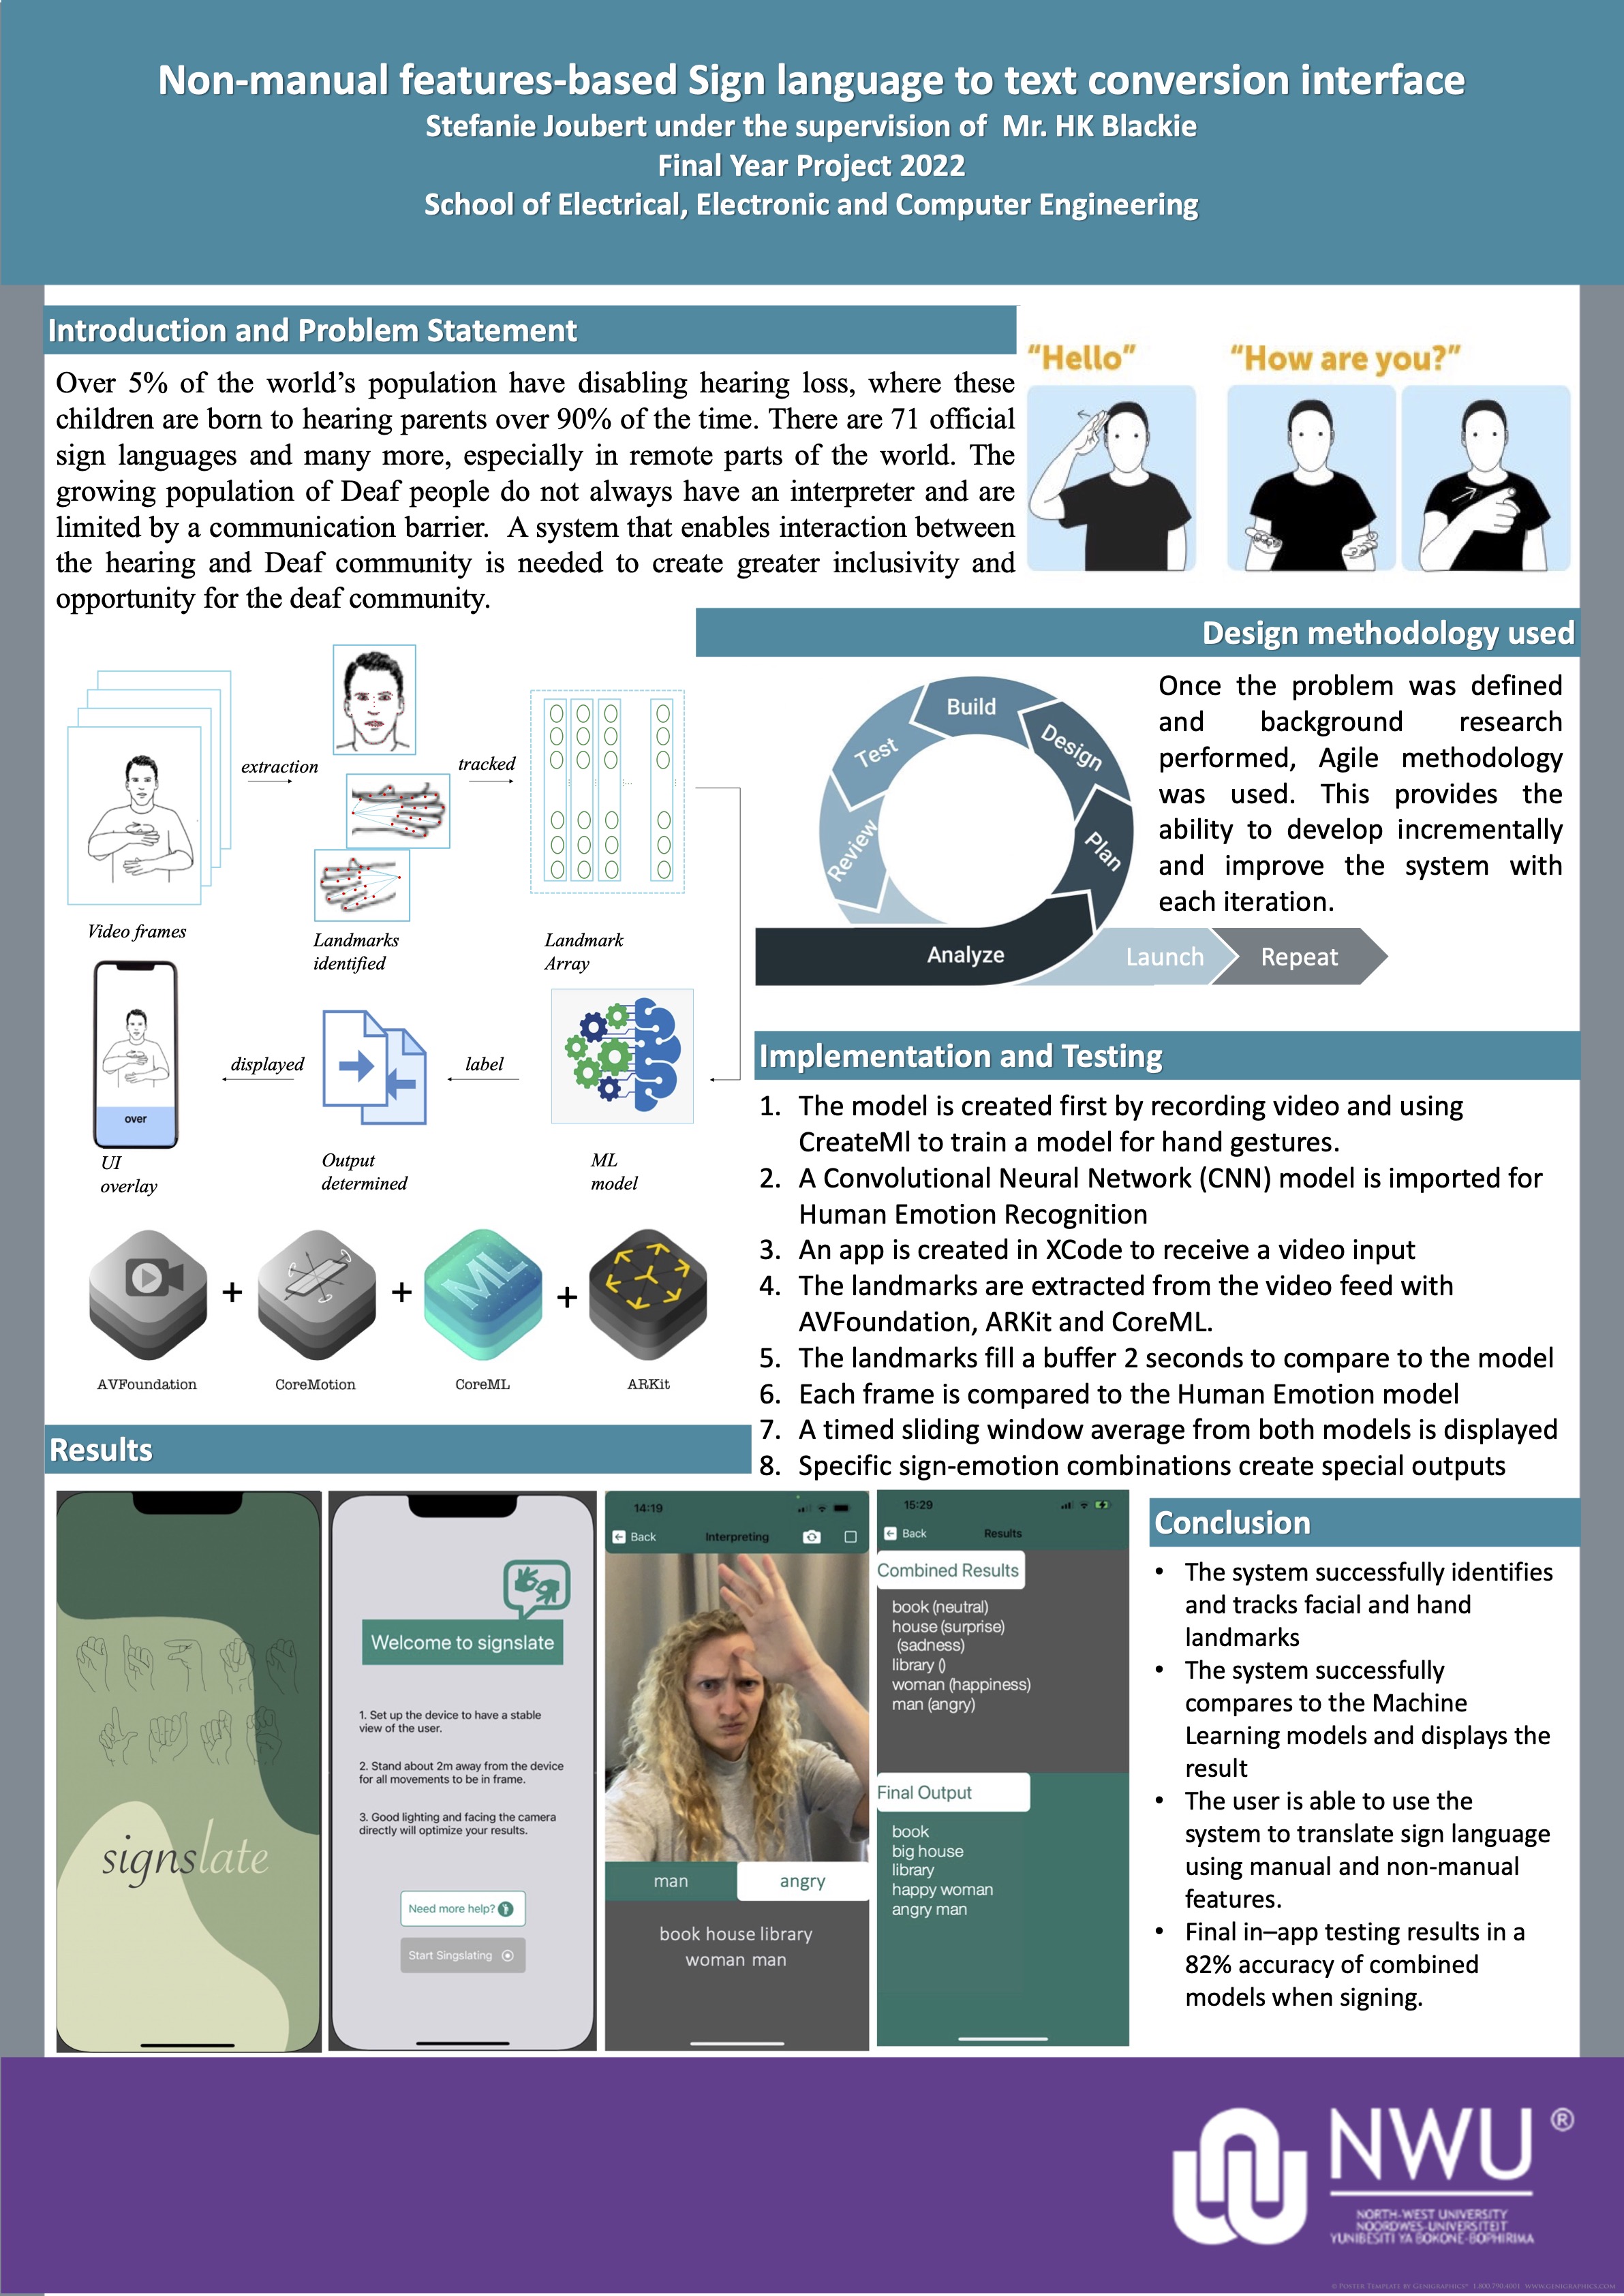 Non-manual features-based Sign language to text conversion interface
Stefanie Joubert under the supervision of Mr. HK Blackie
Final Year Project 2022
School of Electrical, Electronic and Computer Engineering
Introduction and Problem Statement
Over 5% of the world's population have disabling hearing loss, where these
children are born to hearing parents over 90% of the time. There are 71 official
sign languages and many more, especially in remote parts of the world. The
growing population of Deaf people do not always have an interpreter and are
limited by a communication barrier. A system that enables interaction between
the hearing and Deaf community is needed to create greater inclusivity and
opportunity for the deaf community.
"Hello"
"How are you?"
extraction
tracked
Video frames
Landmarks
identified
Landmark
Array
displayed
label
over
UI
overlay
Output
determined
ML
model
ML
+
+
+
AVFoundation
CoreMotion
CoreML
ARKit
Design methodology used
Build
Design
Plan
Test
Review
Analyze
Launch
Repeat
Once the problem was defined
and background research
performed, Agile methodology
was used. This provides the
ability to develop incrementally
and improve the system with
each iteration.
Implementation and Testing
1. The model is created first by recording video and using
CreateMl to train a model for hand gestures.
2. A Convolutional Neural Network (CNN) model is imported for
Human Emotion Recognition
3. An app is created in XCode to receive a video input
4. The landmarks are extracted from the video feed with
AVFoundation, ARKit and CoreML.
5. The landmarks fill a buffer 2 seconds to compare to the model
6. Each frame is compared to the Human Emotion model
7. A timed sliding window average from both models is displayed
8. Specific sign-emotion combinations create special outputs
Results
signslate
Welcome to signslate
1. Set up the device to have a stable
view of the user.
2. Stand about 2m away from the device
for all movements to be in frame.
3. Good lighting and facing the camera
directly will optimize your results.
Need more help?
Start Singslating
14:19
Back
Interpreting
man
angry
book house library
woman man
15:29
Back
Results
Combined Results
book (neutral)
house (surprise)
(sadness)
library ()
woman (happiness)
man (angry)
Final Output
book
big house
library
happy woman
angry man
Conclusion
• The system successfully identifies
and tracks facial and hand
landmarks
• The system successfully
compares to the Machine
Learning models and displays the
result
• The user is able to use the
system to translate sign language
using manual and non-manual
features.
• Final in–app testing results in a
82% accuracy of combined
models when signing.
NWU ®
NORTH-WEST UNIVERSITY
NOORDWES-UNIVERSITEIT
YUNIBESITI YA BOKONE-BOPHIRIMA
© POSTER TEMPLATE BY GENIGRAPHICS® 1.800.790.4001 WWW.GENIGRAPHICS.COM